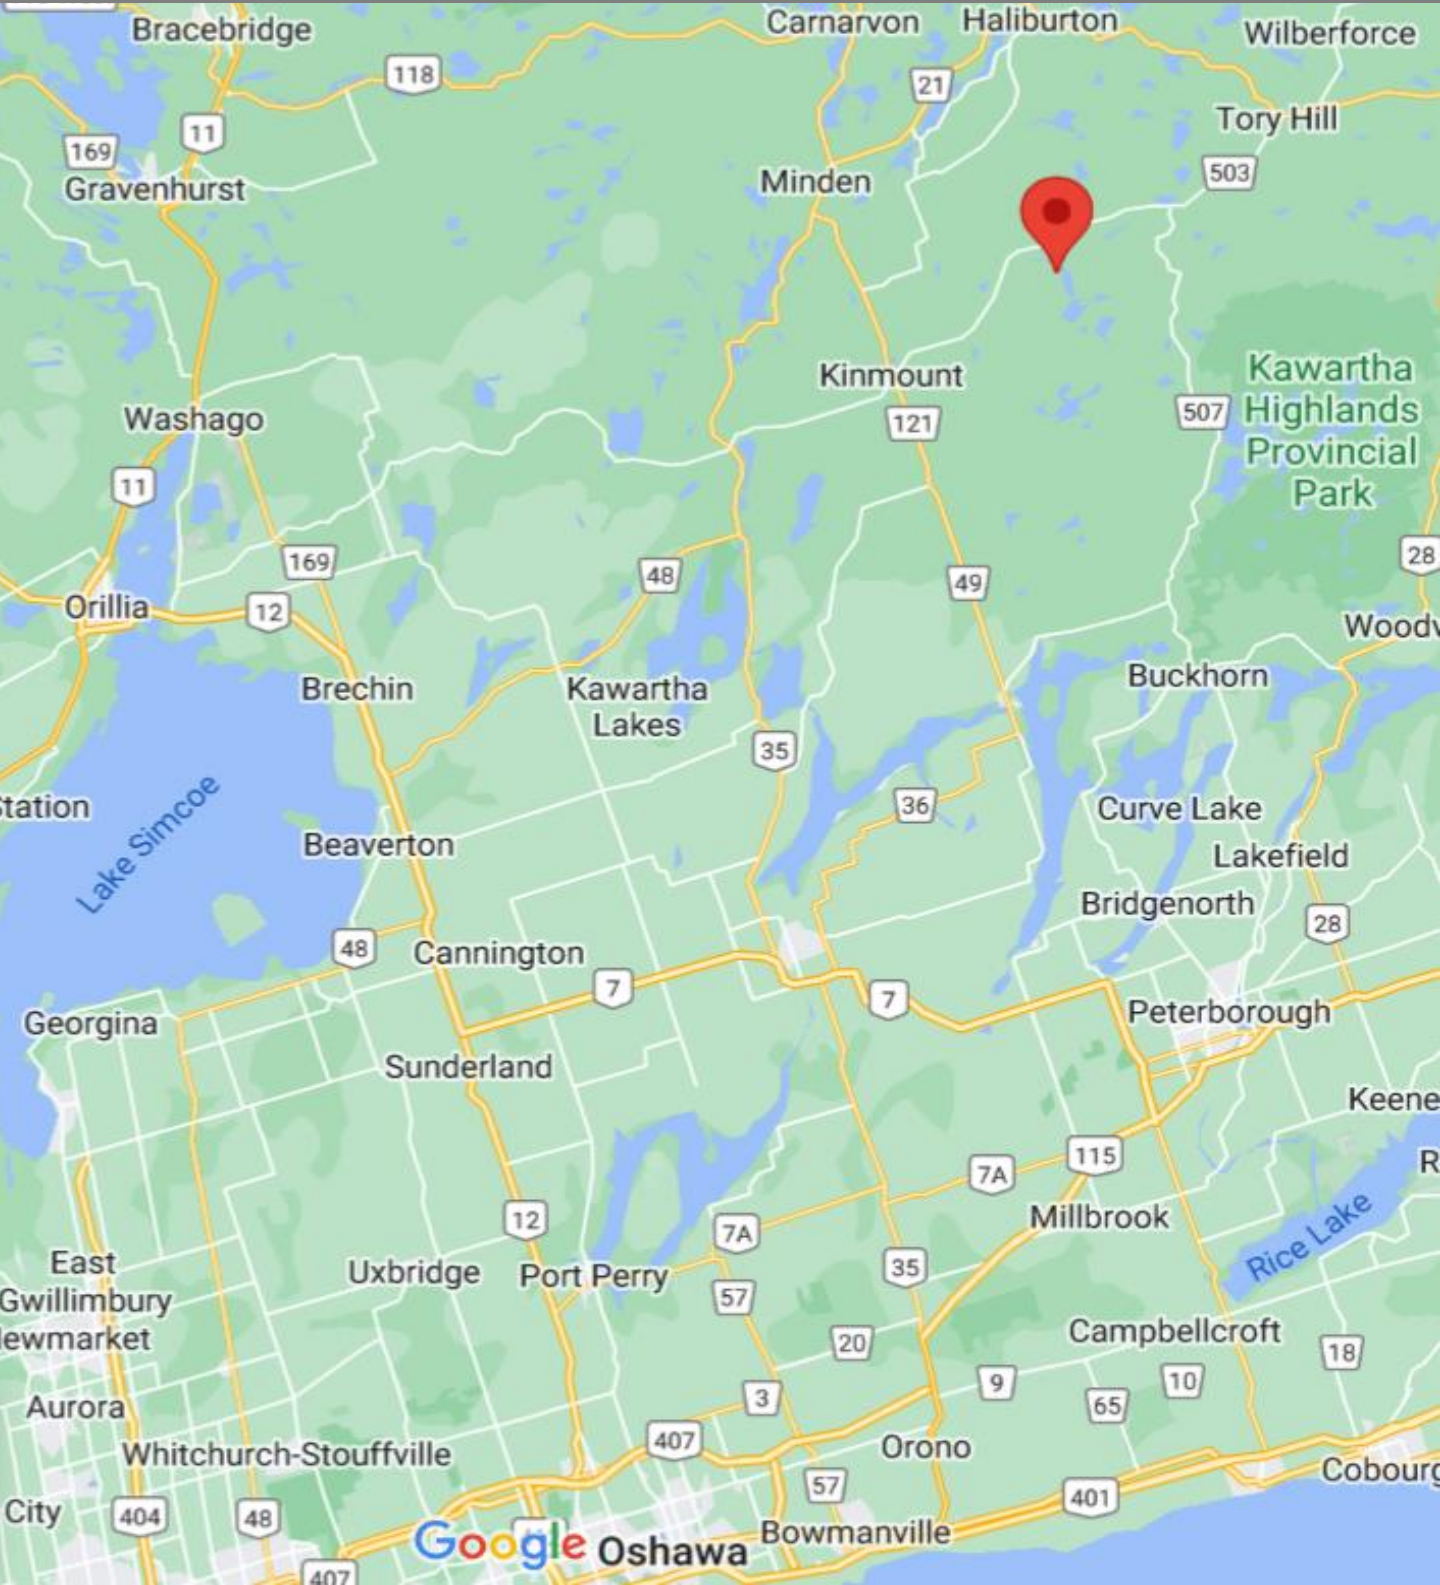 Bracebridge
Carnarvon
Haliburton
Wilberforce
118
21
11
169
Tory Hill
503
Gravenhurst
Minden
Kinmount
Kawartha
Highlands
Provincial
Park
507
121
Washago
11
28
169
48
49
Orillia
12
Woodv
Brechin
Kawartha
Lakes
Buckhorn
35
Lake Simcoe
Station
36
Curve Lake
Beaverton
Lakefield
Bridgenorth
28
48
Cannington
7
7
Georgina
Peterborough
Sunderland
Keene
115
7A
R
12
7A
Millbrook
Rice Lake
East
Gwillimbury
Newmarket
Uxbridge
Port Perry
35
57
20
Campbellcroft
18
3
9
10
65
Aurora
Whitchurch-Stouffville
407
Orono
Cobourg
City
404
48
57
401
Google
Oshawa
Bowmanville
407